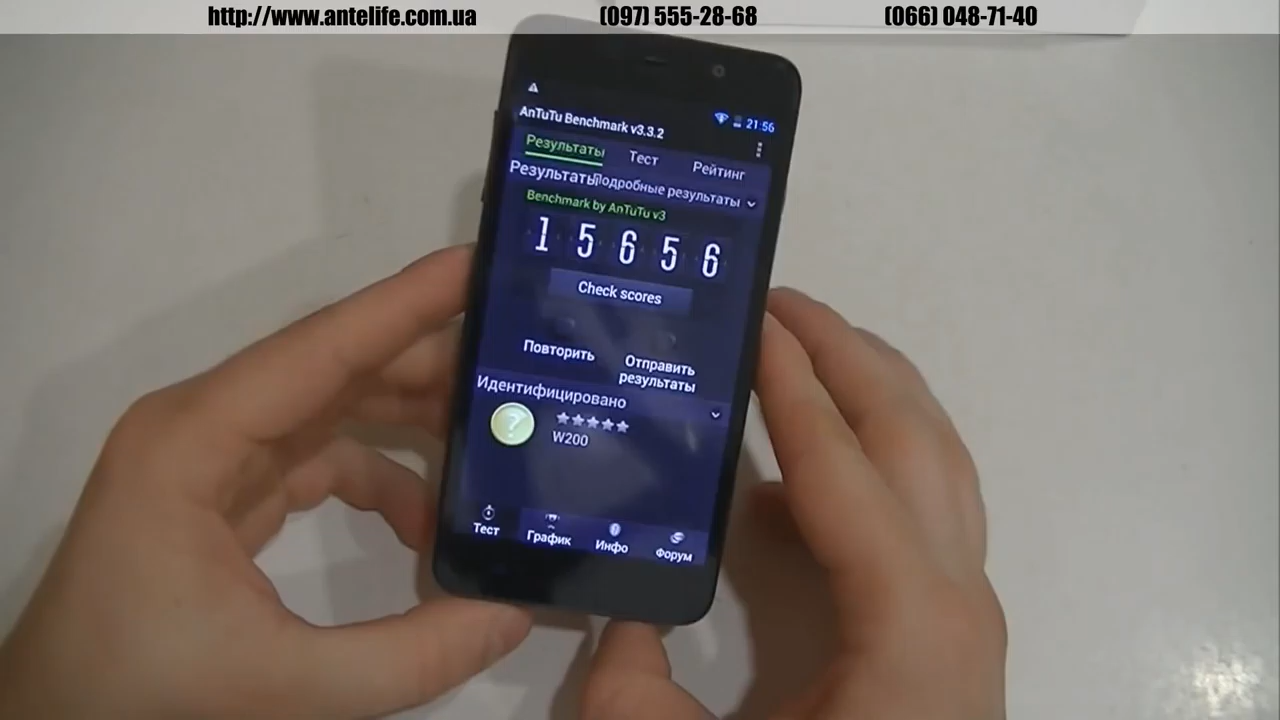 http://www.antelife.com.ua (097) 555-28-68 (066) 048-71-40
21:56
AnTuTu Benchmark v3.3.2
Результаты Тест Рейтинг
Результаты Подробные результаты
Benchmark by AnTuTu v3
15656
Check scores
Повторить Отправить
результаты
Идентифицировано
?
W200
Тест График Инфо Форум